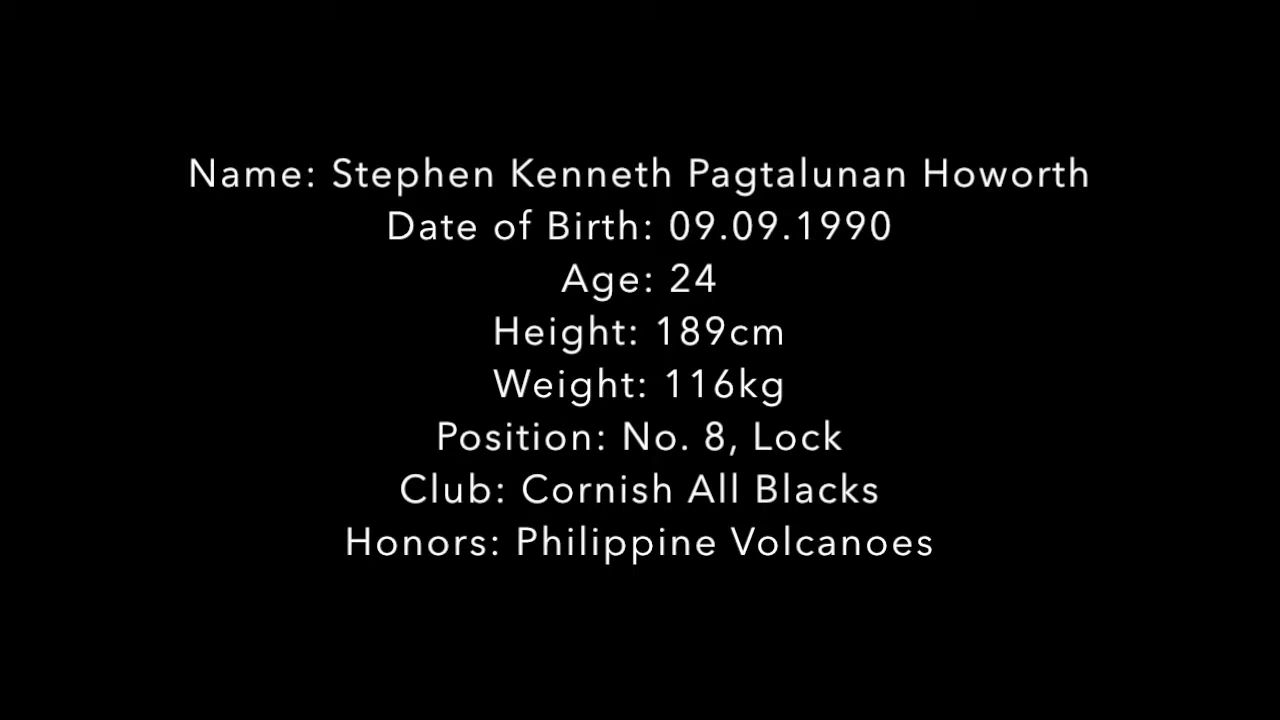 Name: Stephen Kenneth Pagtalunan Howorth
Date of Birth: 09.09.1990
Age: 24
Height: 189cm
Weight: 116kg
Position: No. 8, Lock
Club: Cornish All Blacks
Honors: Philippine Volcanoes